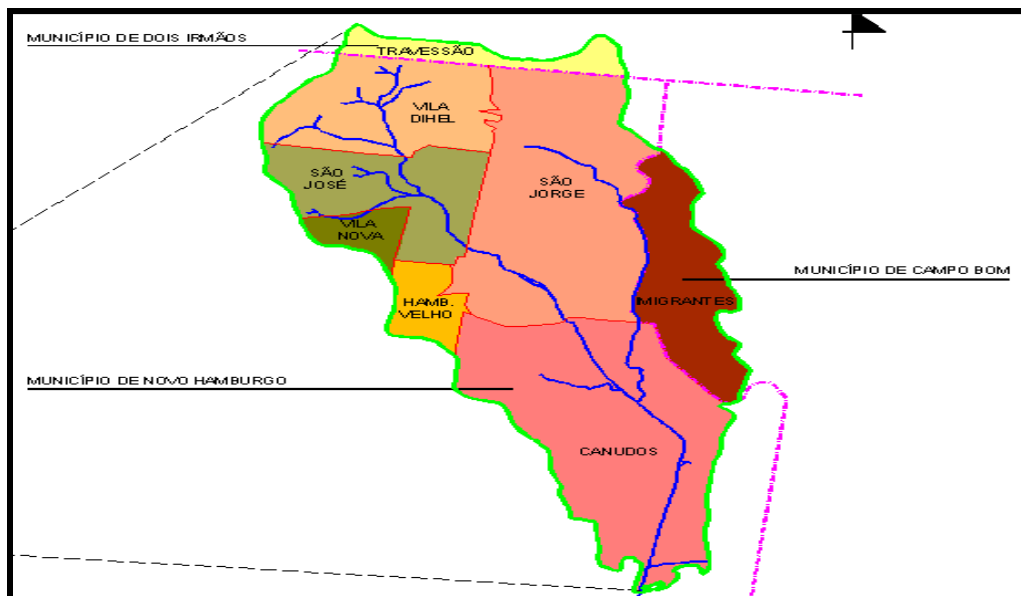 MUNICÍPIO DE DOIS IRMÃOS
TRAVESSÃO
VILA
DIHEL
SÃO
JOSÉ
SÃO
JORGE
VILA
NOVA
MUNICÍPIO DE CAMPO BOM
IMIGRANTES
HAMB.
VELHO
MUNICÍPIO DE NOVO HAMBURGO
CANUDOS